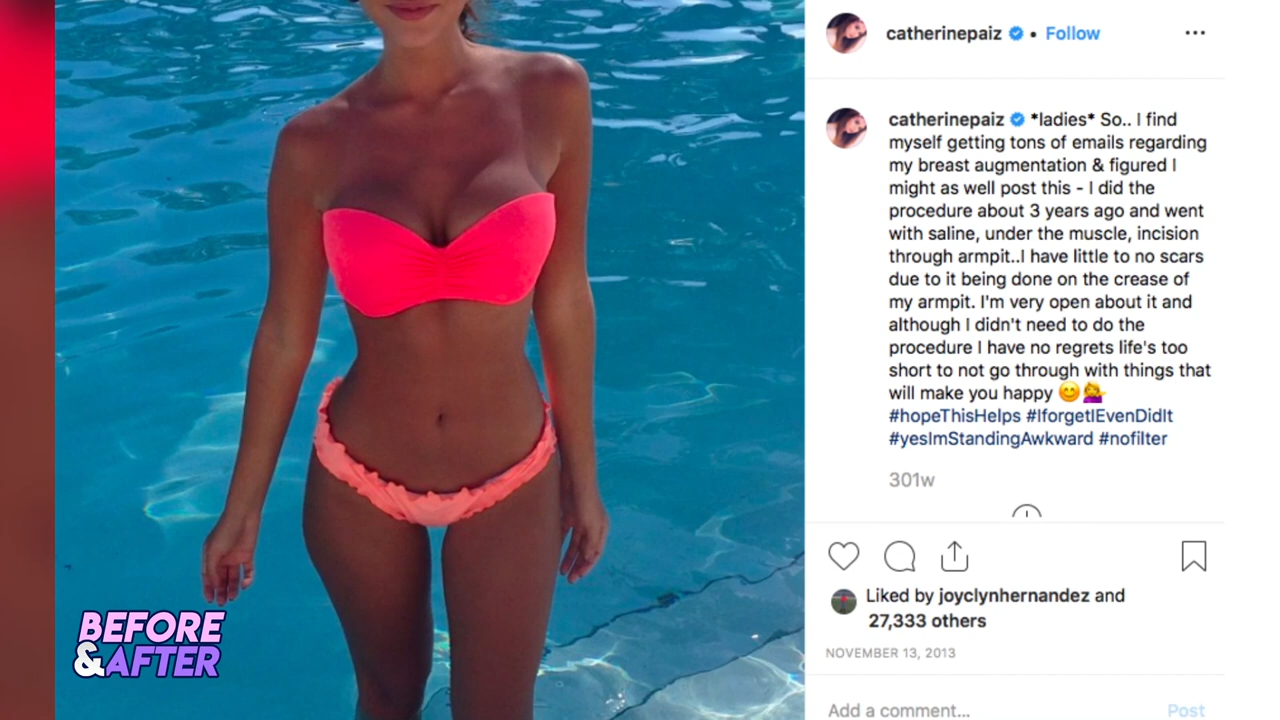 catherinepaiz • Follow
catherinepaiz *ladies* So.. I find
myself getting tons of emails regarding
my breast augmentation & figured I
might as well post this - I did the
procedure about 3 years ago and went
with saline, under the muscle, incision
through armpit..I have little to no scars
due to it being done on the crease of
my armpit. I'm very open about it and
although I didn't need to do the
procedure I have no regrets life's too
short to not go through with things that
will make you happy 😊💁‍♀️
#hopeThisHelps #IforgetIEvenDidIt
#yesImStandingAwkward #nofilter
301w
Liked by joyclynhernandez and
27,333 others
NOVEMBER 13, 2013
Add a comment... Post
BEFORE
&AFTER